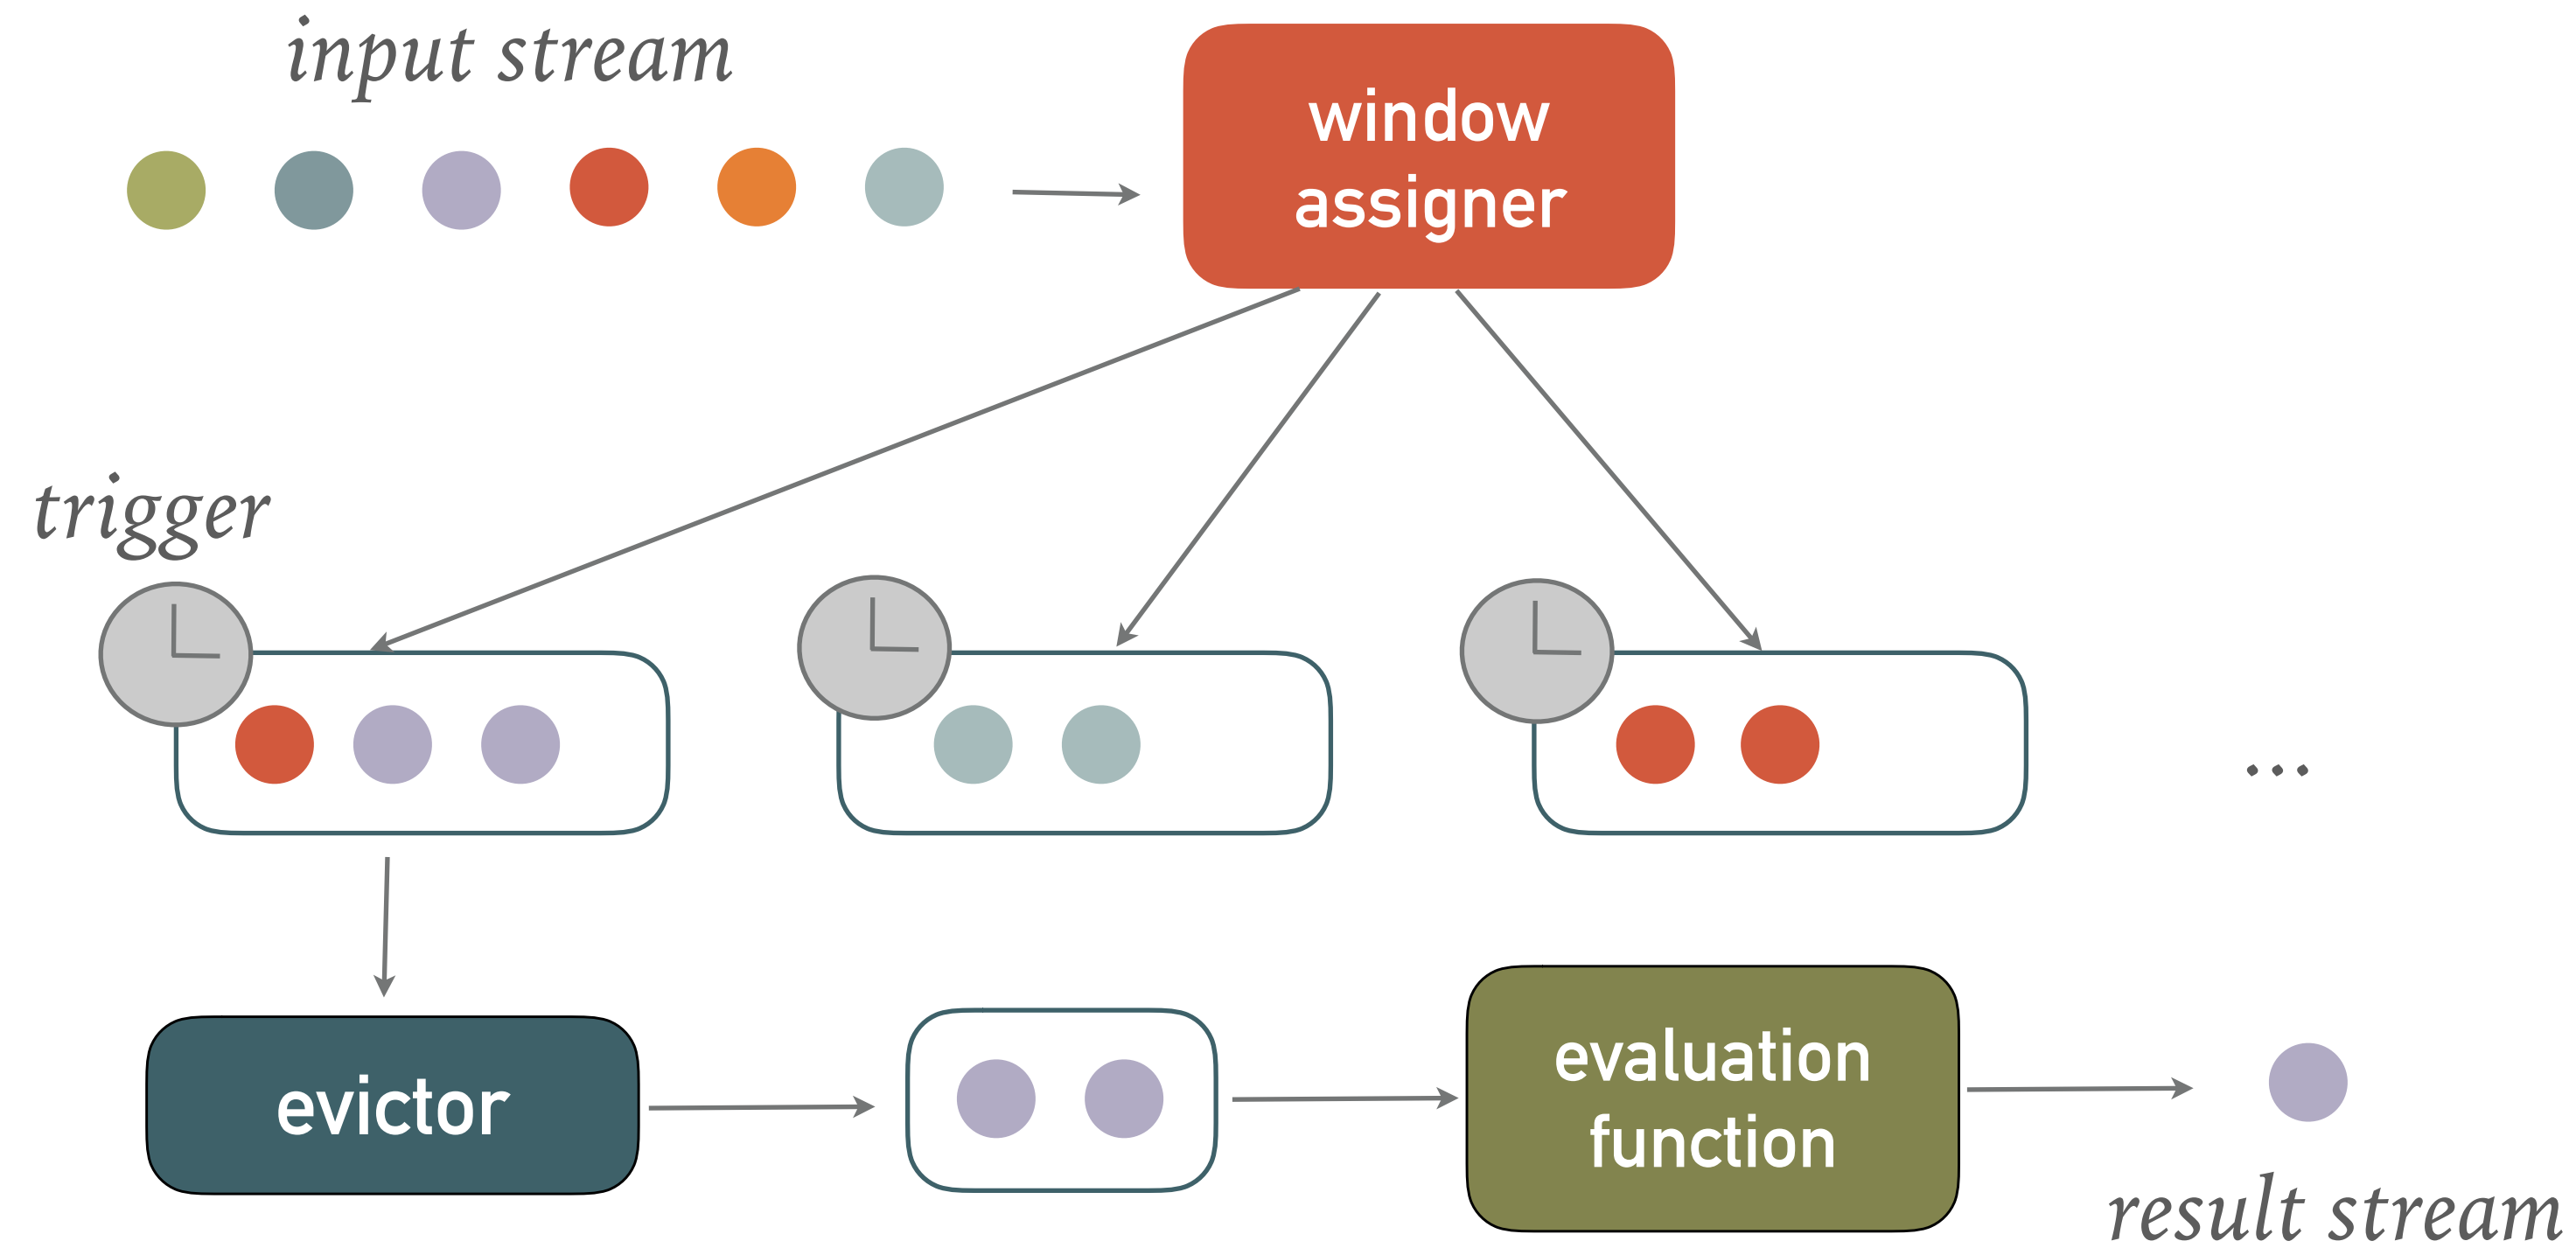 input stream
window
assigner
trigger
...
evictor
evaluation
function
result stream